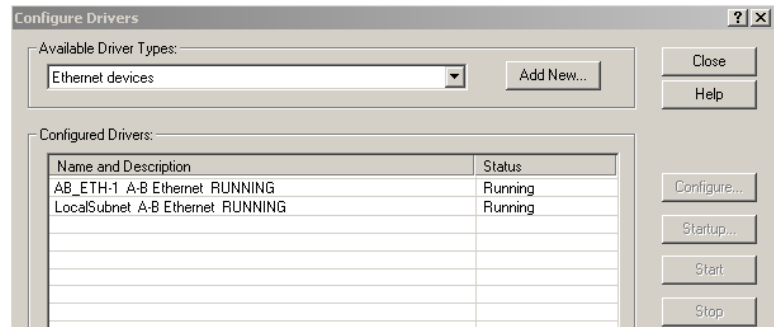 Configure Drivers
Available Driver Types:
Ethernet devices
Add New...
Close
Help
Configured Drivers:
Name and Description Status
AB_ETH-1 A-B Ethernet RUNNING Running
LocalSubnet A-B Ethernet RUNNING Running
Configure...
Startup...
Start
Stop